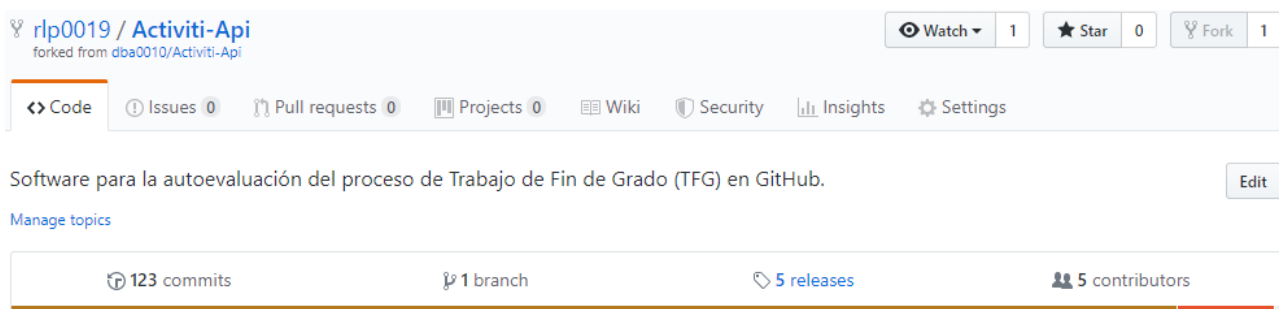 rlp0019 / Activiti-Api Watch 1 Star 0 Fork 1
forked from dba0010/Activiti-Api
Code Issues 0 Pull requests 0 Projects 0 Wiki Security Insights Settings
Software para la autoevaluación del proceso de Trabajo de Fin de Grado (TFG) en GitHub. Edit
Manage topics
123 commits 1 branch 5 releases 5 contributors